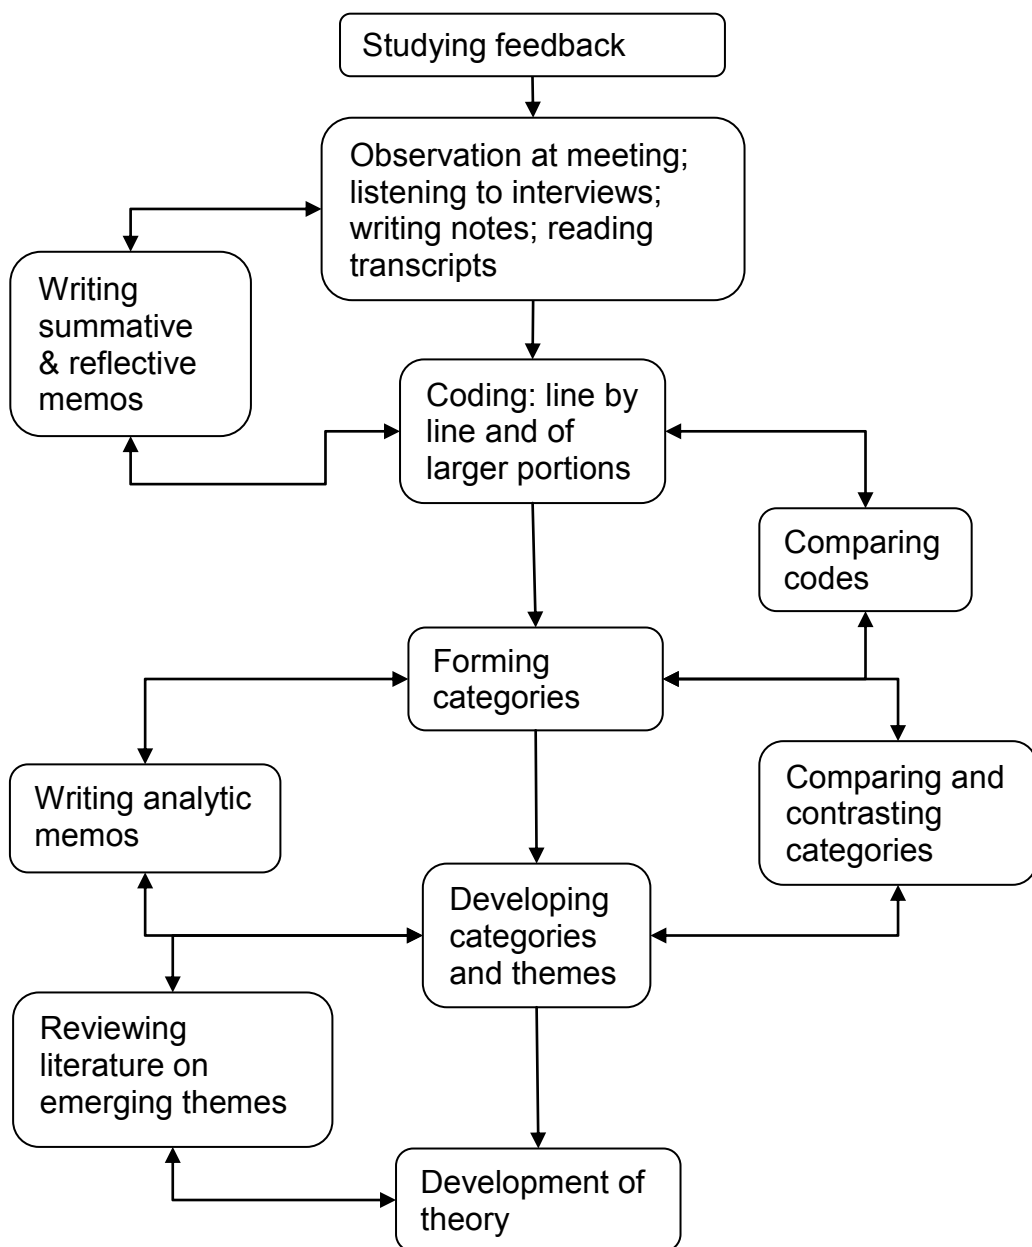 Studying feedback
Observation at meeting;
listening to interviews;
writing notes; reading
transcripts
Writing
summative
& reflective
memos
Coding: line by
line and of
larger portions
Comparing
codes
Forming
categories
Writing analytic
memos
Comparing and
contrasting
categories
Developing
categories
and themes
Reviewing
literature on
emerging themes
Development of
theory